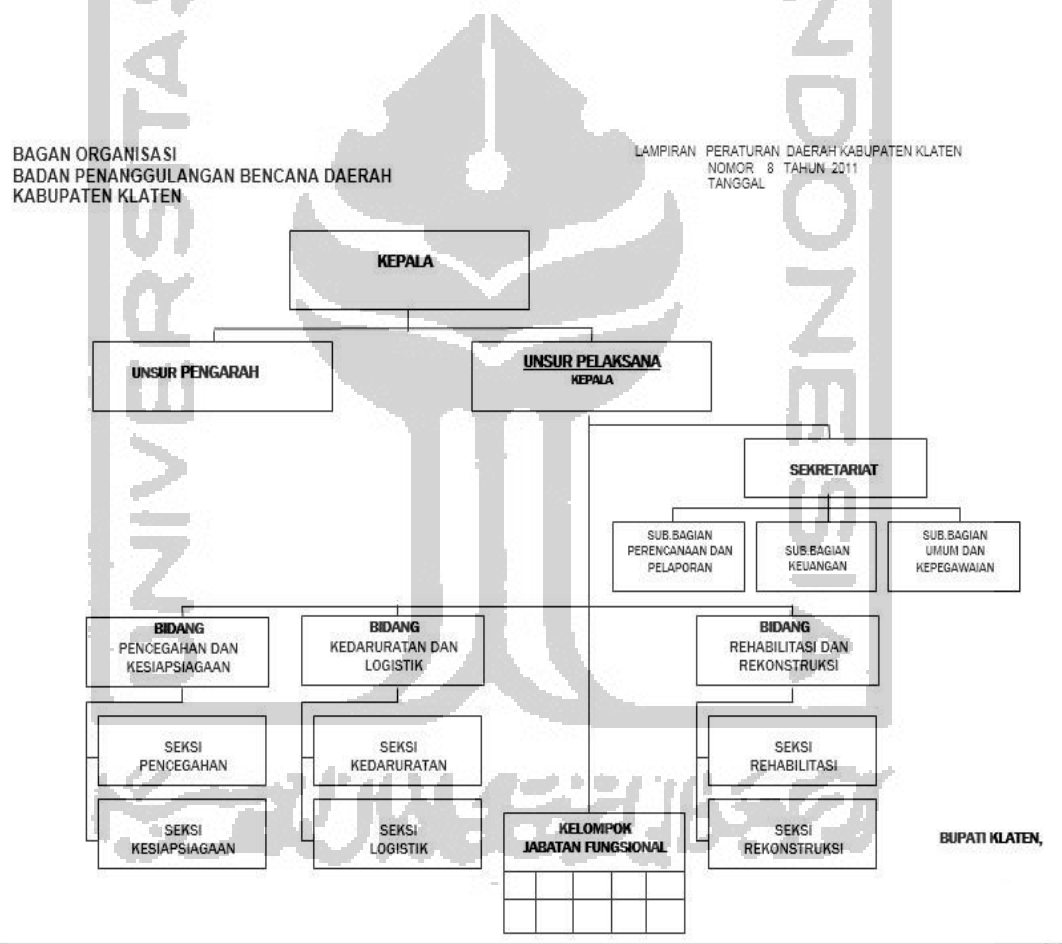 BAGAN ORGANISASI
BADAN PENANGGULANGAN BENCANA DAERAH
KABUPATEN KLATEN
LAMPIRAN PERATURAN DAERAH KABUPATEN KLATEN
NOMOR 8 TAHUN 2011
TANGGAL
KEPALA
UNSUR PENGARAH
UNSUR PELAKSANA
KEPALA
SEKRETARIAT
SUB.BAGIAN
PERENCANAAN DAN
PELAPORAN
SUB.BAGIAN
KEUANGAN
SUB.BAGIAN
UMUM DAN
KEPEGAWAIAN
BIDANG
PENCEGAHAN DAN
KESIAPSIAGAAN
BIDANG
KEDARURATAN DAN
LOGISTIK
BIDANG
REHABILITASI DAN
REKONSTRUKSI
SEKSI
PENCEGAHAN
SEKSI
KEDARURATAN
SEKSI
REHABILITASI
SEKSI
KESIAPSIAGAAN
SEKSI
LOGISTIK
KELOMPOK
JABATAN FUNGSIONAL
SEKSI
REKONSTRUKSI
BUPATI KLATEN,